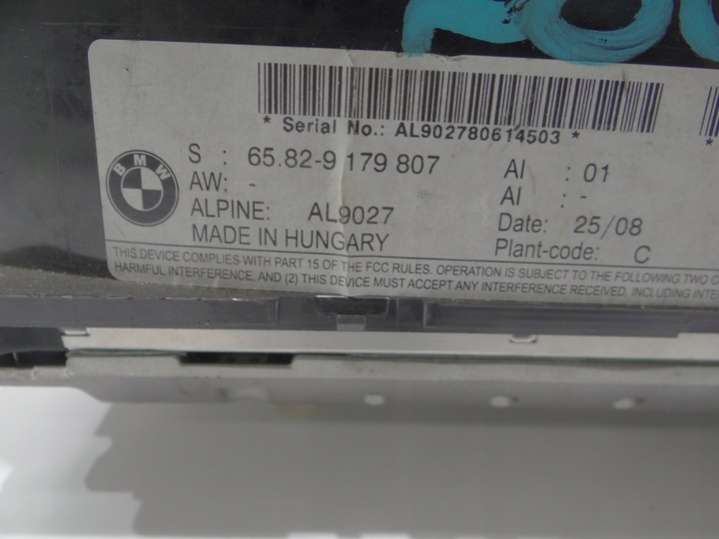 * Serial No.: AL902780614503 *
BMW
S : 65.82-9 179 807 AI : 01
AW: - AI : -
ALPINE: AL9027 Date: 25/08
MADE IN HUNGARY Plant-code: C
THIS DEVICE COMPLIES WITH PART 15 OF THE FCC RULES. OPERATION IS SUBJECT TO THE FOLLOWING TWO
HARMFUL INTERFERENCE, AND (2) THIS DEVICE MUST ACCEPT ANY INTERFERENCE RECEIVED, INCLUDING